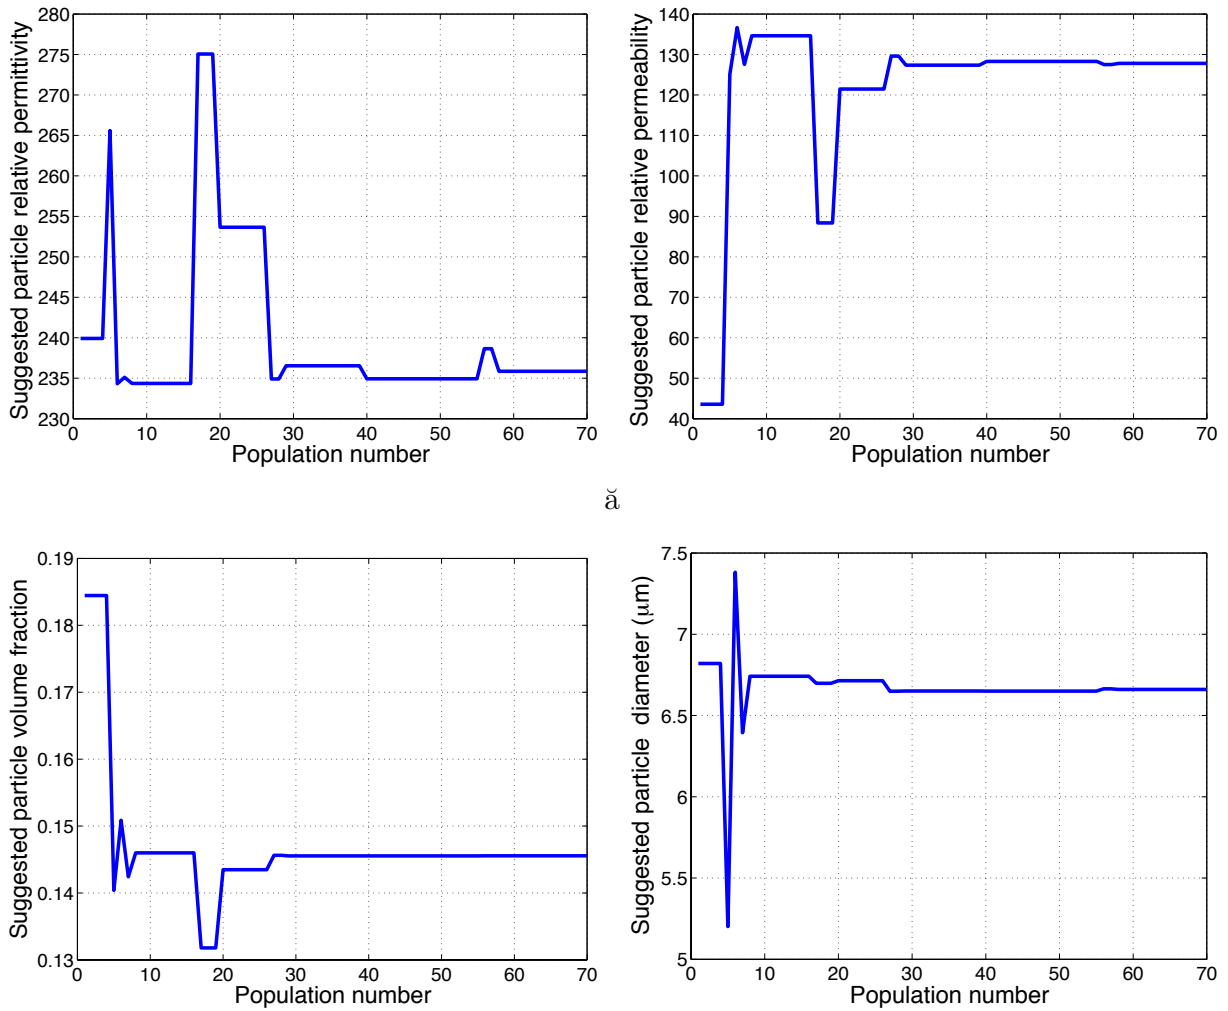 280
275
270
265
260
255
250
245
240
235
230
0 10 20 30 40 50 60 70
Population number
Suggested particle relative permittivity
140
130
120
110
100
90
80
70
60
50
40
0 10 20 30 40 50 60 70
Population number
Suggested particle relative permeability
ă
0.19
0.18
0.17
0.16
0.15
0.14
0.13
0 10 20 30 40 50 60 70
Population number
Suggested particle volume fraction
7.5
7
6.5
6
5.5
5
0 10 20 30 40 50 60 70
Population number
Suggested particle diameter (μm)